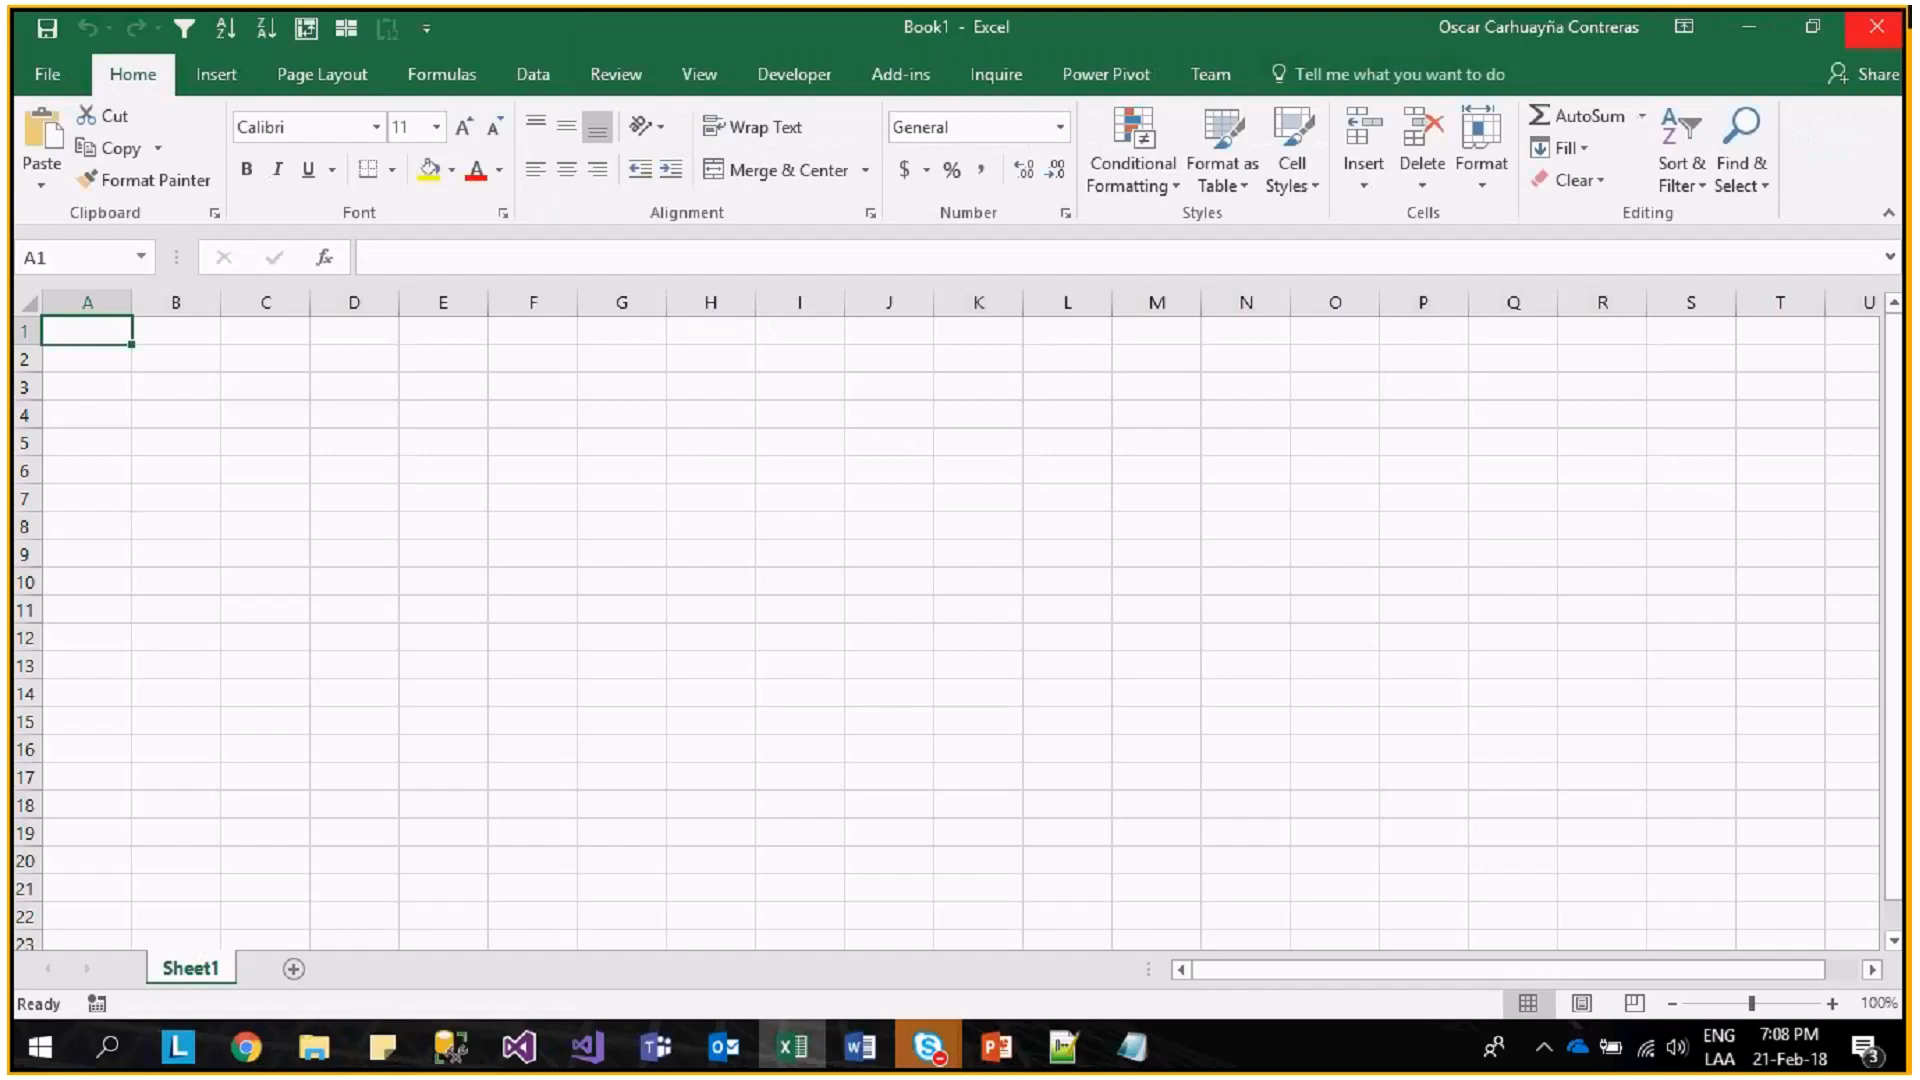 Book1 - Excel
Oscar Carhuayña Contreras
File Home Insert Page Layout Formulas Data Review View Developer Add-ins Inquire Power Pivot Team Tell me what you want to do Share
Paste
Cut
Copy
Format Painter
Clipboard
Calibri 11
B I U A
Font
Wrap Text
Merge & Center
Alignment
General
$ % ,
Number
Conditional Formatting
Format as Table
Cell Styles
Styles
Insert
Delete
Format
Cells
AutoSum
Fill
Clear
Sort & Filter
Find & Select
Editing
A1 fx
A B C D E F G H I J K L M N O P Q R S T U
1
2
3
4
5
6
7
8
9
10
11
12
13
14
15
16
17
18
19
20
21
22
23
Sheet1
Ready
100%
ENG
LAA
7:08 PM
21-Feb-18
3